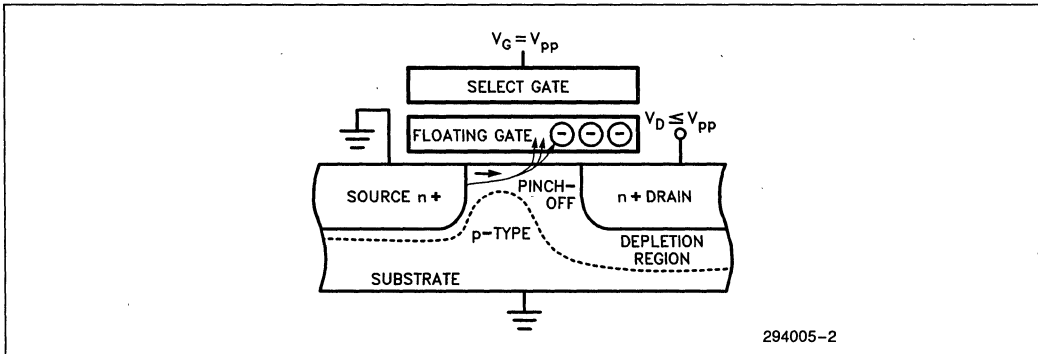 V_G = V_PP
SELECT GATE
V_D ≤ V_PP
FLOATING GATE - - -
SOURCE n+
PINCH-
OFF
n+ DRAIN
p-TYPE
DEPLETION
REGION
SUBSTRATE
294005-2